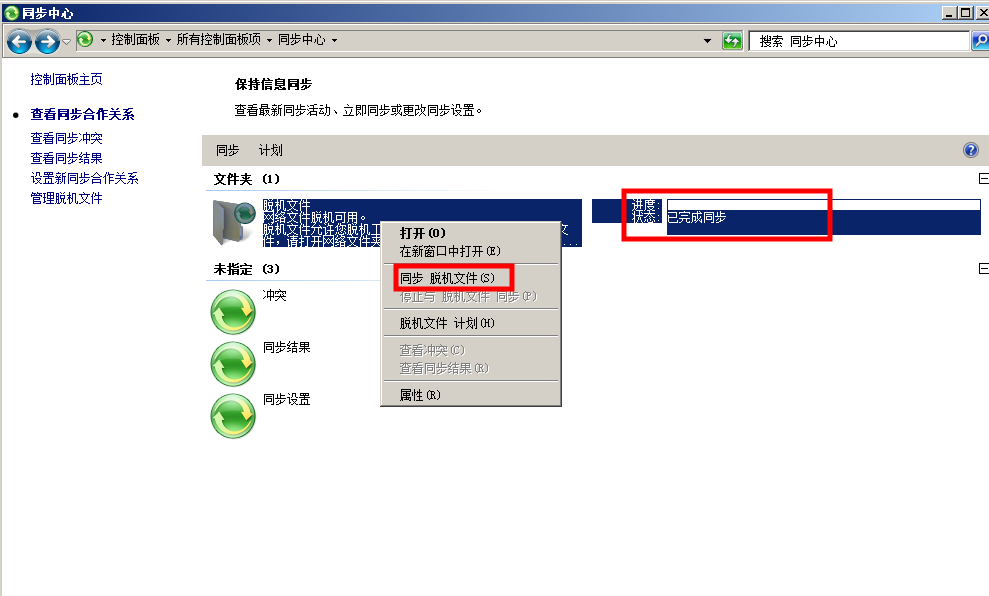 同步中心
控制面板 所有控制面板项 同步中心
搜索 同步中心
控制面板主页
查看同步合作关系
查看同步冲突
查看同步结果
设置新同步合作关系
管理脱机文件
保持信息同步
查看最新同步活动、立即同步或更改同步设置。
同步 计划
文件夹 (1)
脱机文件
网络文件脱机可用。
脱机文件允许您脱机工
件，请打开网络文件夹
文
...
进度:
状态: 已完成同步
打开(O)
在新窗口中打开(E)
同步 脱机文件(S)
停止与 脱机文件 同步(P)
脱机文件 计划(H)
查看冲突(C)
查看同步结果(R)
属性(R)
未指定 (3)
冲突
同步结果
同步设置